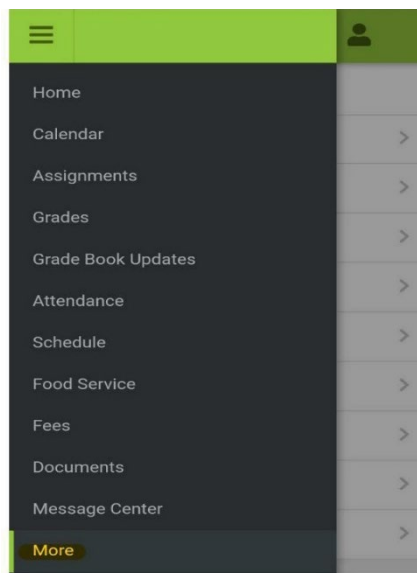 Home
Calendar
Assignments
Grades
Grade Book Updates
Attendance
Schedule
Food Service
Fees
Documents
Message Center
More